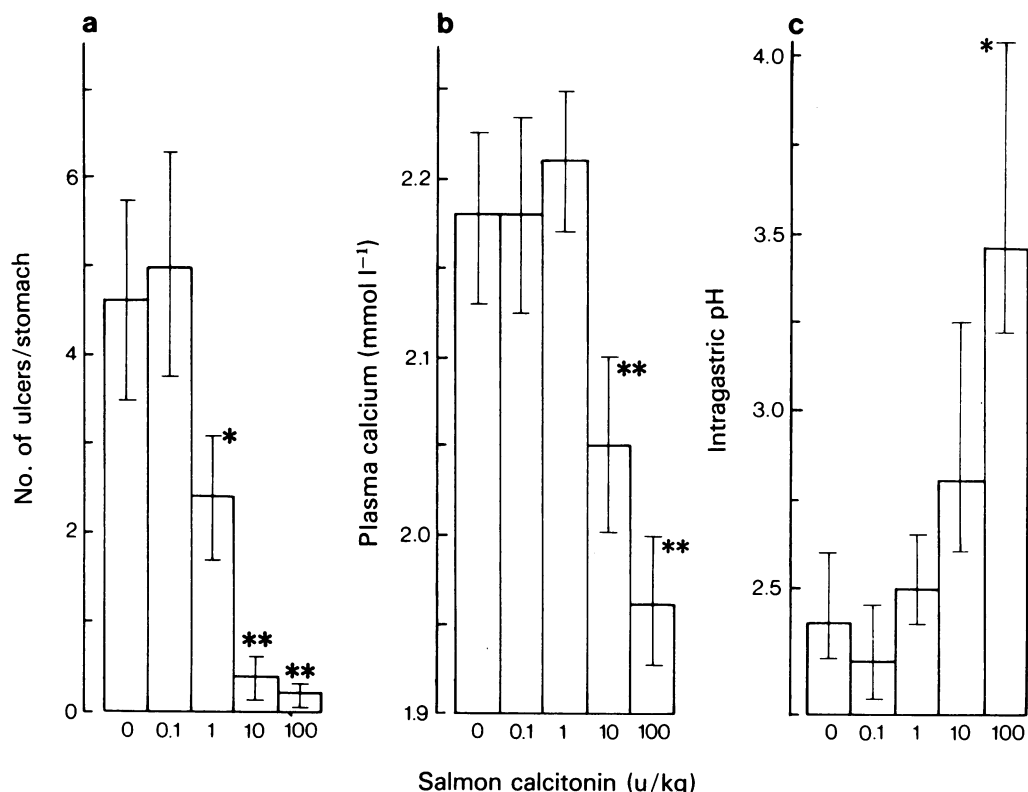 a
No. of ulcers/stomach
6
4
2
0
*
**
**
0 0.1 1 10 100
b
Plasma calcium (mmol l⁻¹)
2.2
2.1
2.0
1.9
**
**
0 0.1 1 10 100
c
Intragastric pH
4.0
3.5
3.0
2.5
*
0 0.1 1 10 100
Salmon calcitonin (u/kg)